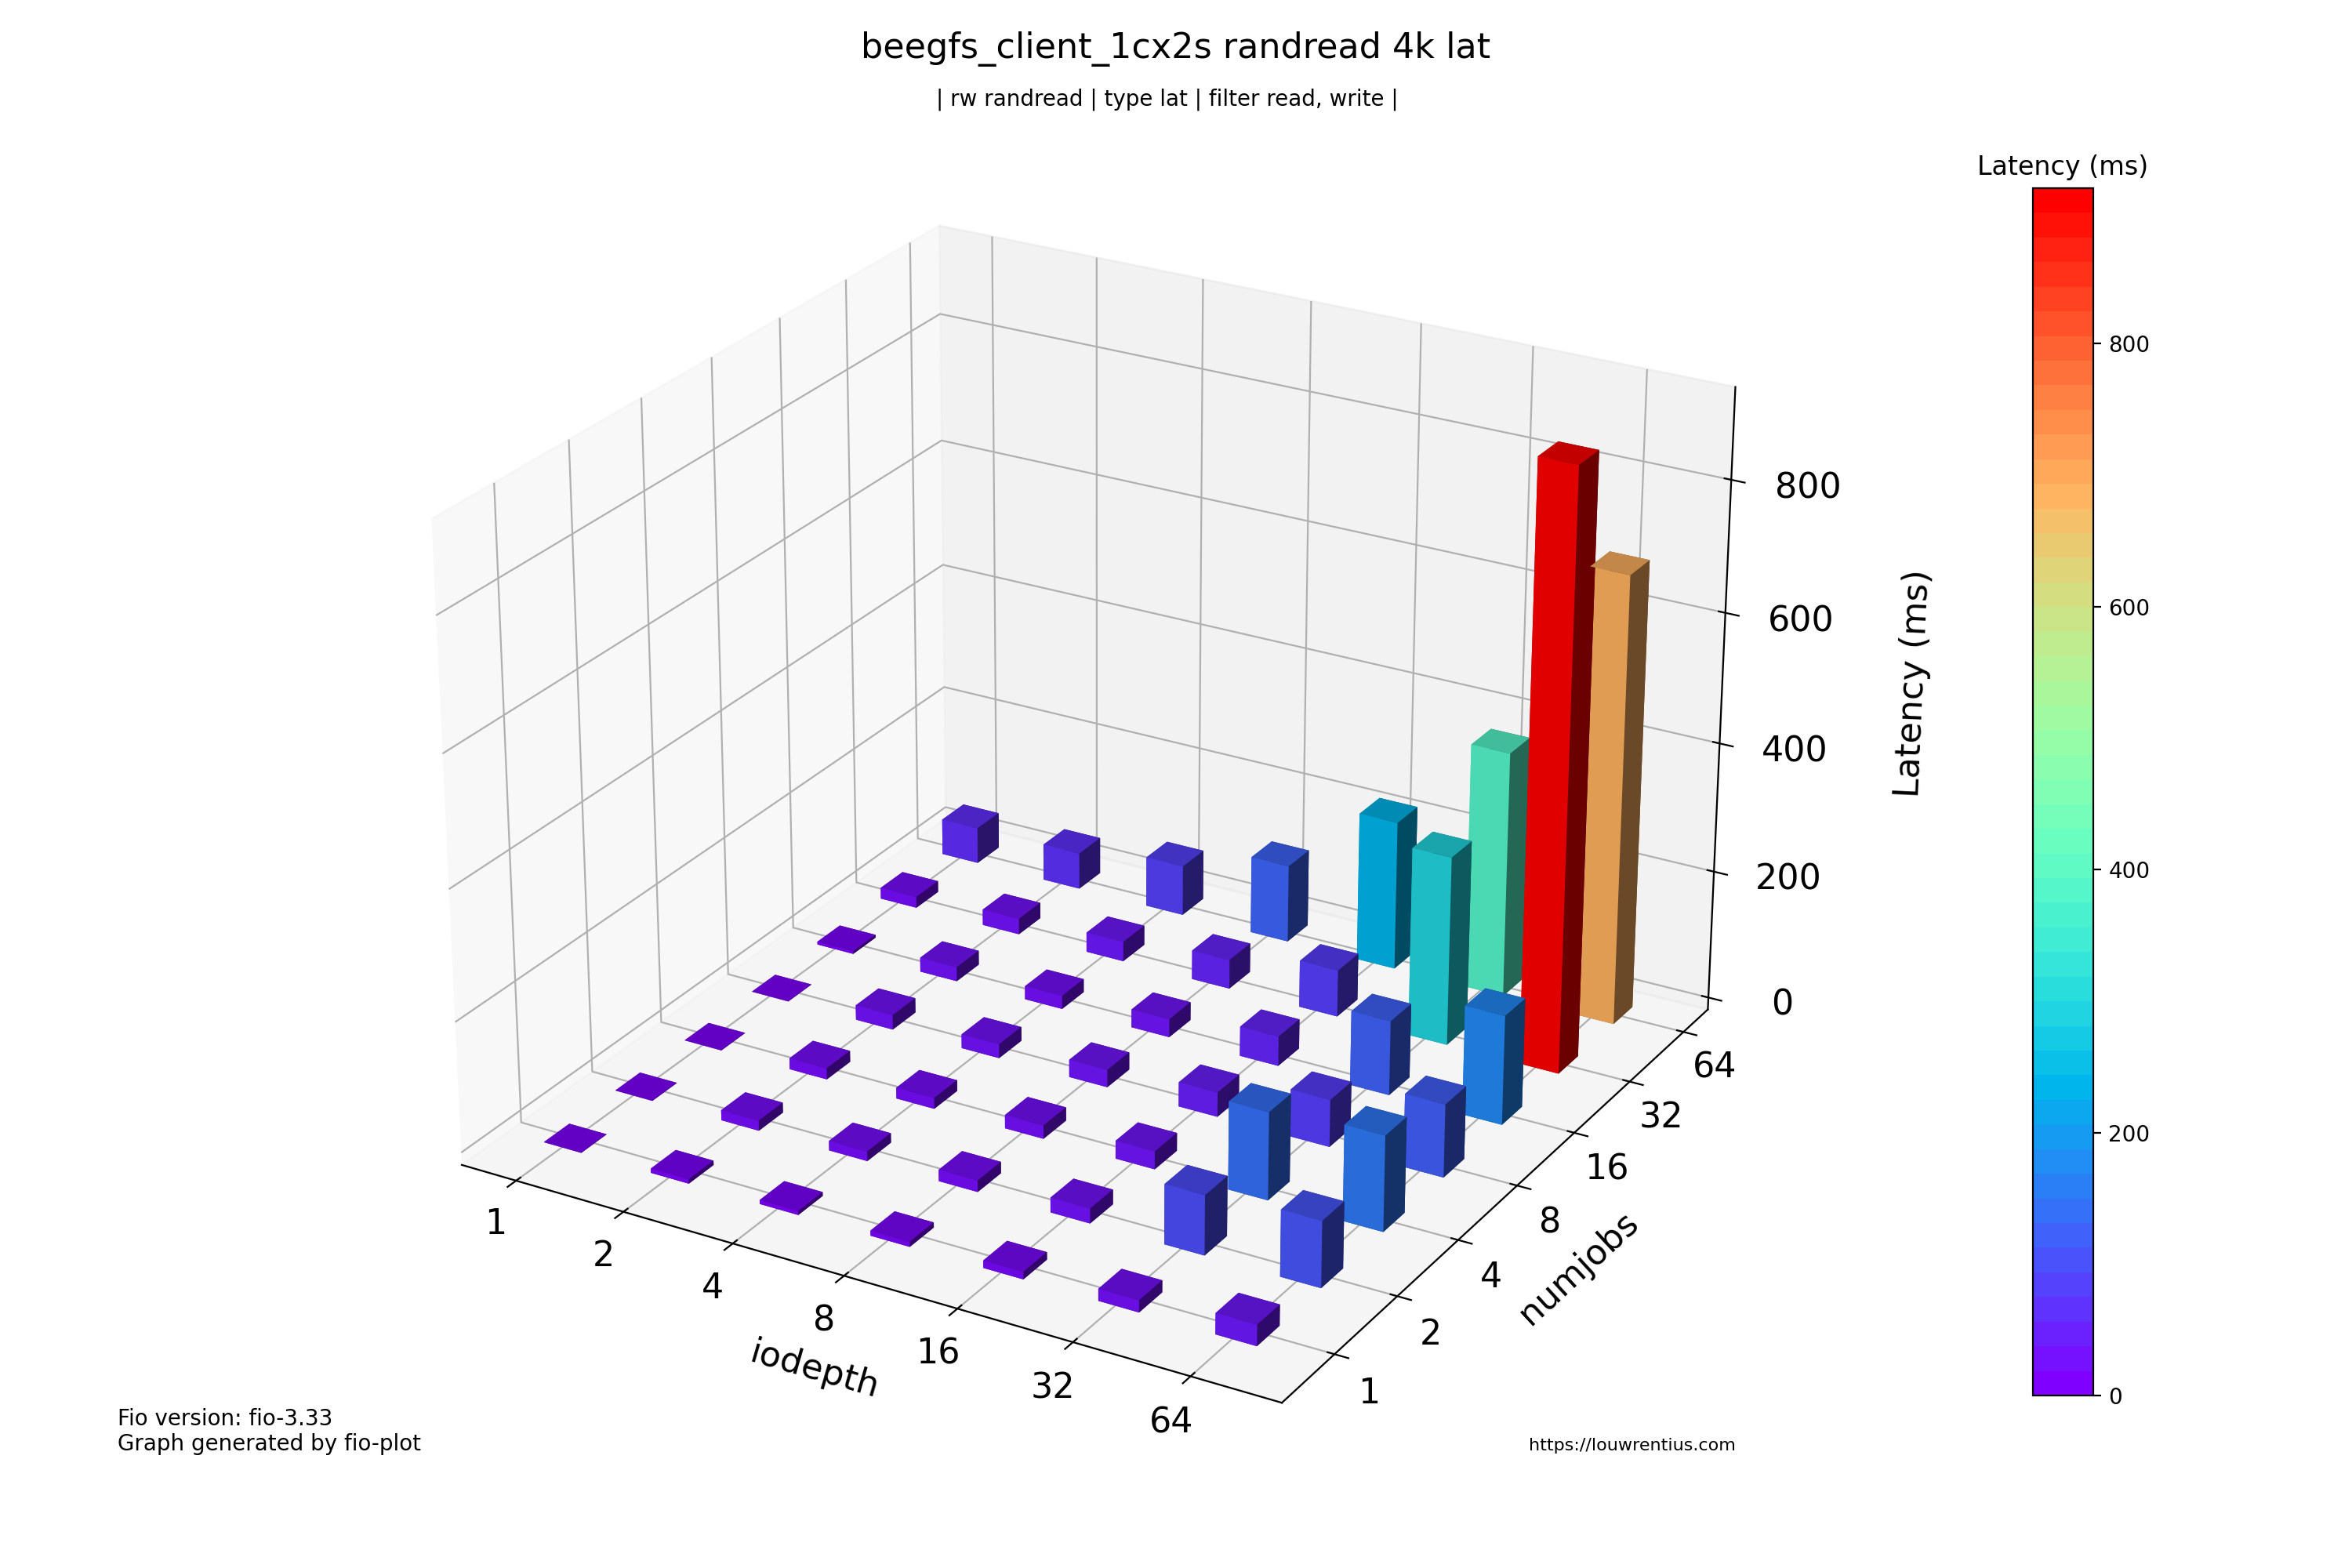 beegfs_client_1cx2s randread 4k lat
| rw randread | type lat | filter read, write |
Latency (ms)
800
600
400
200
0
800
600
400
200
0
Latency (ms)
64
32
16
8
4
2
1
numjobs
1
2
4
8
16
32
64
iodepth
Fio version: fio-3.33
Graph generated by fio-plot
https://louwrentius.com